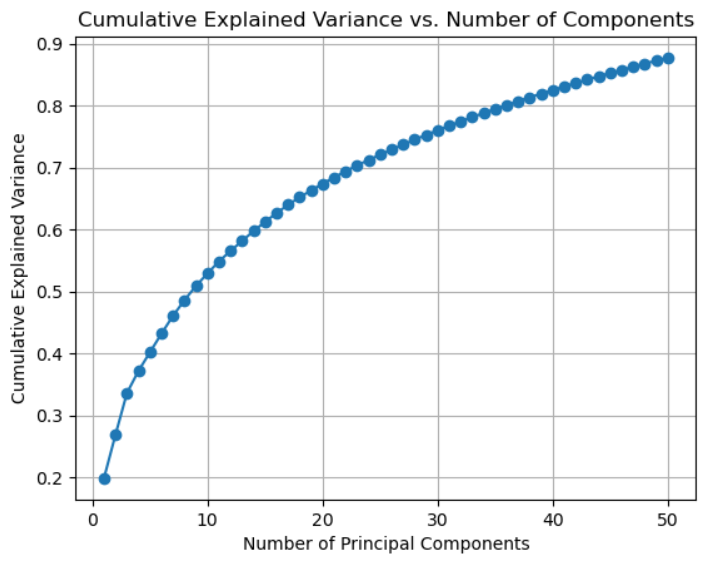 Cumulative Explained Variance vs. Number of Components
0.9
0.8
0.7
0.6
0.5
0.4
0.3
0.2
Cumulative Explained Variance
0 10 20 30 40 50
Number of Principal Components